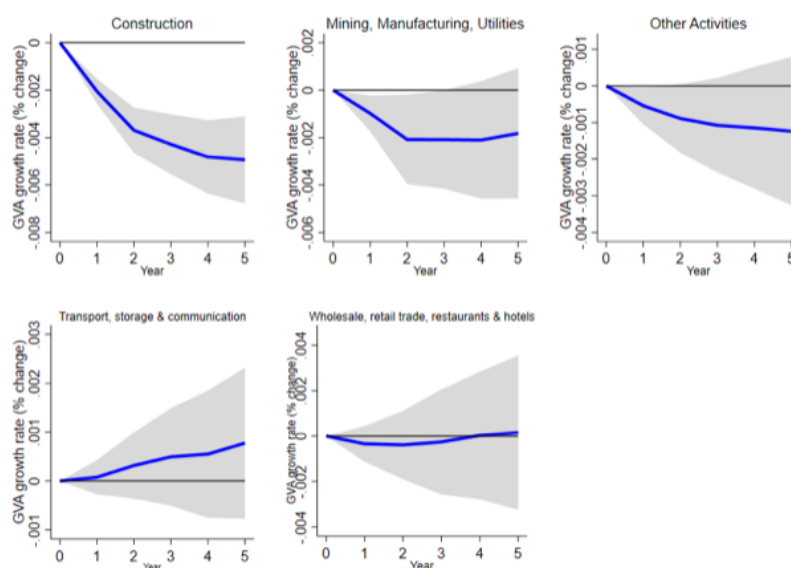 Construction
GVA growth rate (% change)
0
-.002
-.004
-.006
-.008
0 1 2 3 4 5
Year
Mining, Manufacturing, Utilities
GVA growth rate (% change)
.002
0
-.002
-.004
-.006
0 1 2 3 4 5
Year
Other Activities
GVA growth rate (% change)
.001
0
-.001
-.002
-.003
-.004
0 1 2 3 4 5
Year
Transport, storage & communication
GVA growth rate (% change)
.003
.002
.001
0
-.001
0 1 2 3 4 5
Year
Wholesale, retail trade, restaurants & hotels
GVA growth rate (% change)
.004
.002
0
-.002
-.004
0 1 2 3 4 5
Year